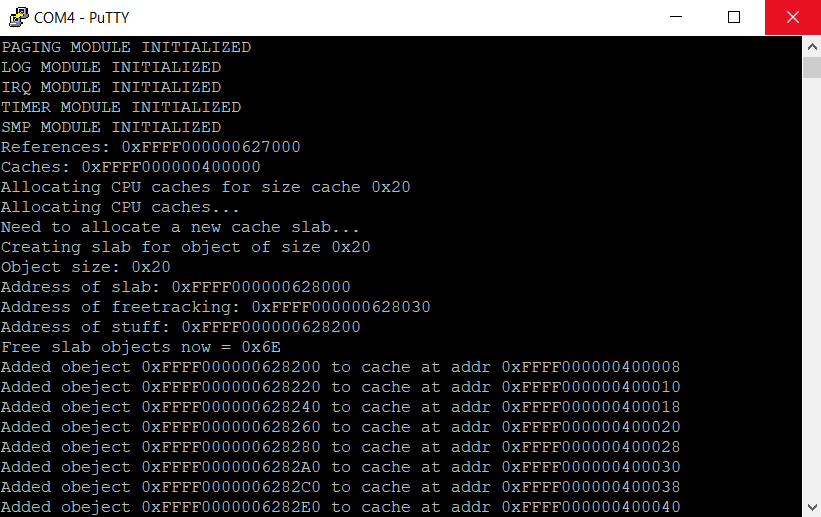 COM4 - PuTTY
PAGING MODULE INITIALIZED
LOG MODULE INITIALIZED
IRQ MODULE INITIALIZED
TIMER MODULE INITIALIZED
SMP MODULE INITIALIZED
References: 0xFFFF000000627000
Caches: 0xFFFF000000400000
Allocating CPU caches for size cache 0x20
Allocating CPU caches...
Need to allocate a new cache slab...
Creating slab for object of size 0x20
Object size: 0x20
Address of slab: 0xFFFF000000628000
Address of freetracking: 0xFFFF000000628030
Address of stuff: 0xFFFF000000628200
Free slab objects now = 0x6E
Added obeject 0xFFFF000000628200 to cache at addr 0xFFFF000000400008
Added obeject 0xFFFF000000628220 to cache at addr 0xFFFF000000400010
Added obeject 0xFFFF000000628240 to cache at addr 0xFFFF000000400018
Added obeject 0xFFFF000000628260 to cache at addr 0xFFFF000000400020
Added obeject 0xFFFF000000628280 to cache at addr 0xFFFF000000400028
Added obeject 0xFFFF0000006282A0 to cache at addr 0xFFFF000000400030
Added obeject 0xFFFF0000006282C0 to cache at addr 0xFFFF000000400038
Added obeject 0xFFFF0000006282E0 to cache at addr 0xFFFF000000400040